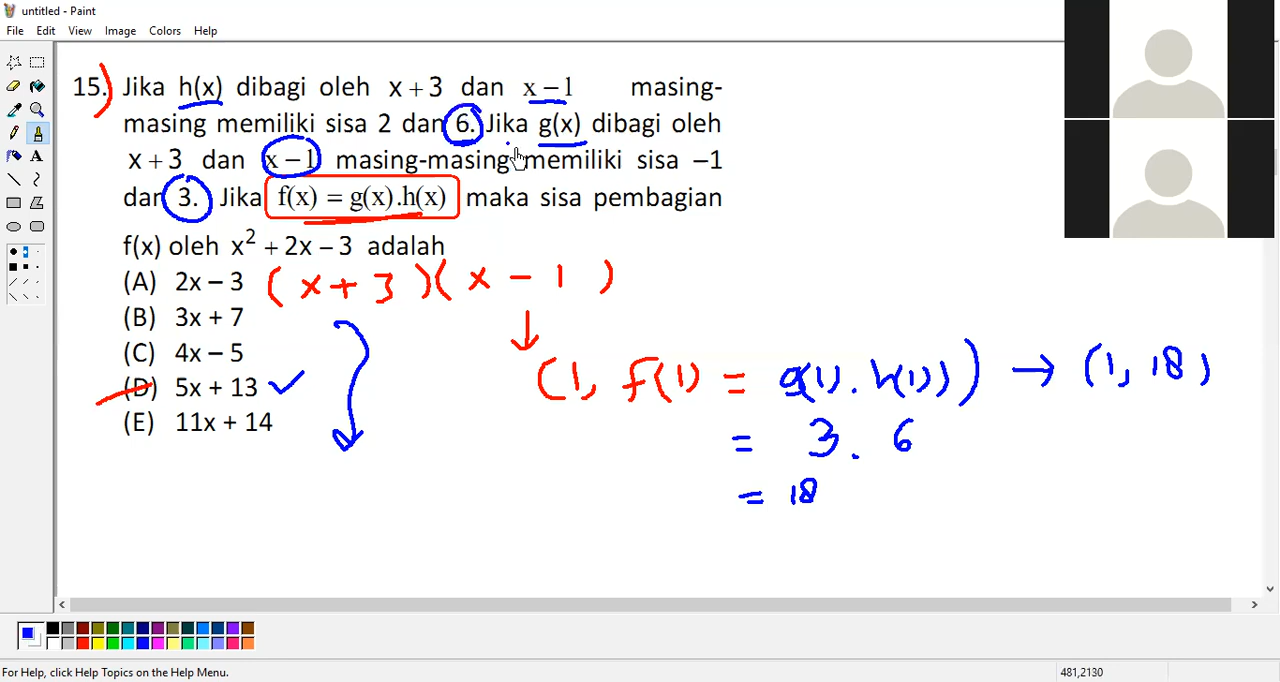 untitled - Paint
File Edit View Image Colors Help
15.) Jika h(x) dibagi oleh x + 3 dan x − 1 masing-
masing memiliki sisa 2 dan 6. Jika g(x) dibagi oleh
x + 3 dan x − 1 masing-masing memiliki sisa −1
dan 3. Jika f(x) = g(x).h(x) maka sisa pembagian
f(x) oleh x² + 2x − 3 adalah
(A) 2x − 3 (x + 3)(x − 1)
(B) 3x + 7
(C) 4x − 5
(1, f(1) = g(1). h(1)) → (1, 18)
(D) 5x + 13 ✓
(E) 11x + 14
= 3 . 6
= 18
For Help, click Help Topics on the Help Menu.
481,2130